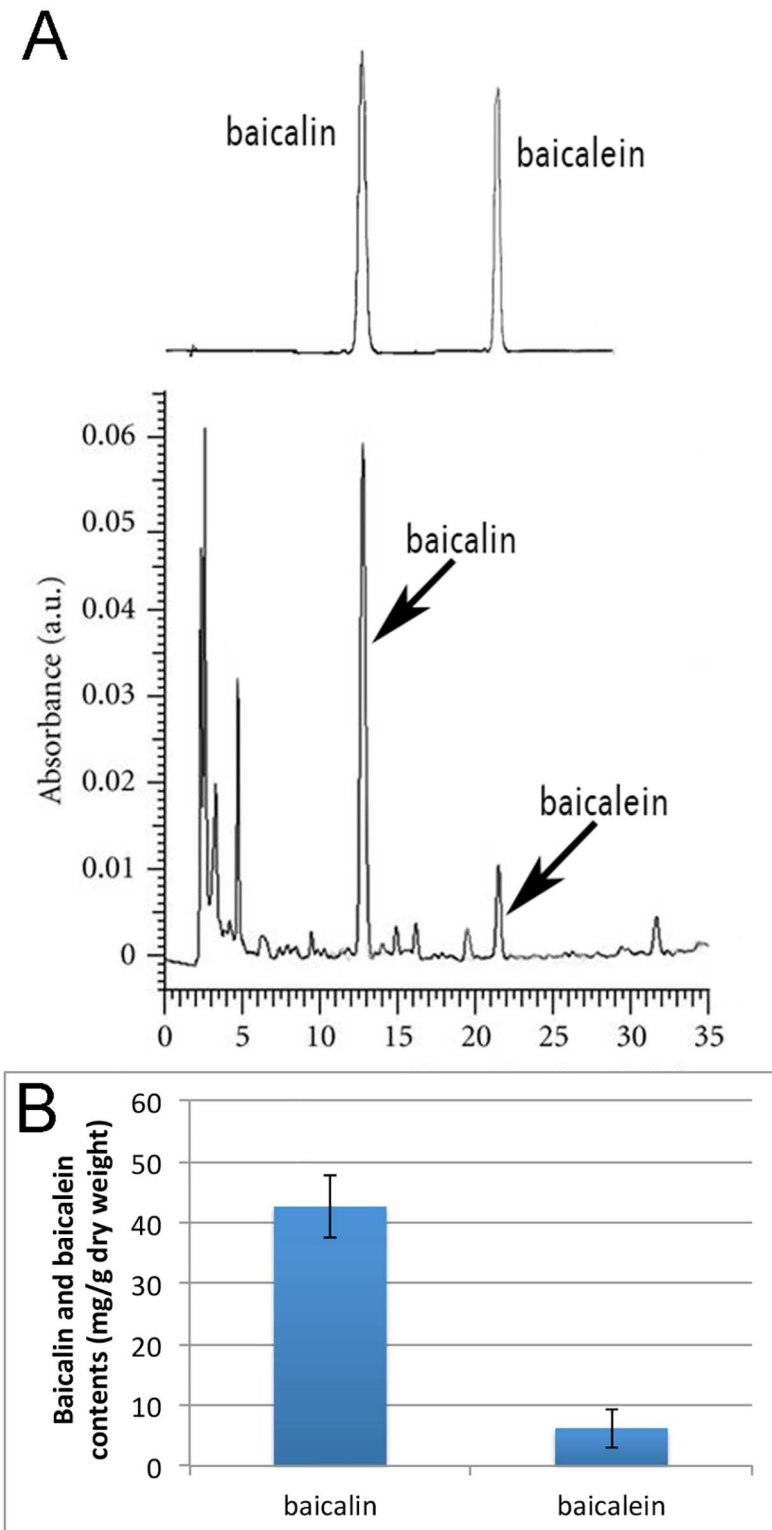 A
baicalin
baicalein
0.06
0.05
0.04
0.03
0.02
0.01
0
Absorbance (a.u.)
baicalin
baicalein
0 5 10 15 20 25 30 35
B
Baicalin and baicalein
contents (mg/g dry weight)
60
50
40
30
20
10
0
baicalin baicalein